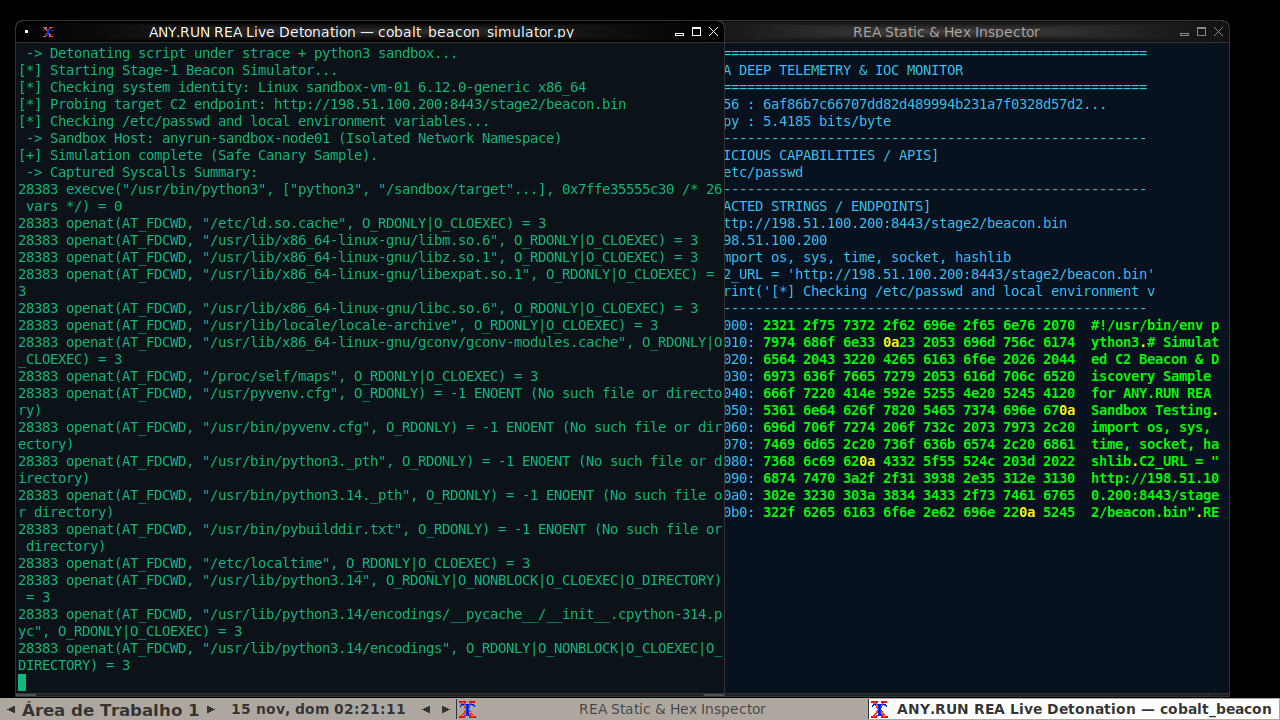 ANY.RUN REA Live Detonation — cobalt_beacon_simulator.py
-> Detonating script under strace + python3 sandbox...
[*] Starting Stage-1 Beacon Simulator...
[*] Checking system identity: Linux sandbox-vm-01 6.12.0-generic x86_64
[*] Probing target C2 endpoint: http://198.51.100.200:8443/stage2/beacon.bin
[*] Checking /etc/passwd and local environment variables...
-> Sandbox Host: anyrun-sandbox-node01 (Isolated Network Namespace)
[+] Simulation complete (Safe Canary Sample).
-> Captured Syscalls Summary:
28383 execve("/usr/bin/python3", ["python3", "/sandbox/target"...], 0x7ffe35555c30 /* 26
vars */) = 0
28383 openat(AT_FDCWD, "/etc/ld.so.cache", O_RDONLY|O_CLOEXEC) = 3
28383 openat(AT_FDCWD, "/usr/lib/x86_64-linux-gnu/libm.so.6", O_RDONLY|O_CLOEXEC) = 3
28383 openat(AT_FDCWD, "/usr/lib/x86_64-linux-gnu/libz.so.1", O_RDONLY|O_CLOEXEC) = 3
28383 openat(AT_FDCWD, "/usr/lib/x86_64-linux-gnu/libexpat.so.1", O_RDONLY|O_CLOEXEC) =
3
28383 openat(AT_FDCWD, "/usr/lib/x86_64-linux-gnu/libc.so.6", O_RDONLY|O_CLOEXEC) = 3
28383 openat(AT_FDCWD, "/usr/lib/locale/locale-archive", O_RDONLY|O_CLOEXEC) = 3
28383 openat(AT_FDCWD, "/usr/lib/x86_64-linux-gnu/gconv/gconv-modules.cache", O_RDONLY|O
_CLOEXEC) = 3
28383 openat(AT_FDCWD, "/proc/self/maps", O_RDONLY|O_CLOEXEC) = 3
28383 openat(AT_FDCWD, "/usr/pyvenv.cfg", O_RDONLY) = -1 ENOENT (No such file or directo
ry)
28383 openat(AT_FDCWD, "/usr/bin/pyvenv.cfg", O_RDONLY) = -1 ENOENT (No such file or dir
ectory)
28383 openat(AT_FDCWD, "/usr/bin/python3._pth", O_RDONLY) = -1 ENOENT (No such file or d
irectory)
28383 openat(AT_FDCWD, "/usr/bin/python3.14._pth", O_RDONLY) = -1 ENOENT (No such file o
r directory)
28383 openat(AT_FDCWD, "/usr/bin/pybuilddir.txt", O_RDONLY) = -1 ENOENT (No such file or
directory)
28383 openat(AT_FDCWD, "/etc/localtime", O_RDONLY|O_CLOEXEC) = 3
28383 openat(AT_FDCWD, "/usr/lib/python3.14", O_RDONLY|O_NONBLOCK|O_CLOEXEC|O_DIRECTORY)
= 3
28383 openat(AT_FDCWD, "/usr/lib/python3.14/encodings/__pycache__/__init__.cpython-314.p
yc", O_RDONLY|O_CLOEXEC) = 3
28383 openat(AT_FDCWD, "/usr/lib/python3.14/encodings", O_RDONLY|O_NONBLOCK|O_CLOEXEC|O_
DIRECTORY) = 3
REA Static & Hex Inspector
=====================================================
A DEEP TELEMETRY & IOC MONITOR
=====================================================
56 : 6af86b7c66707dd82d489994b231a7f0328d57d2...
py : 5.4185 bits/byte
-----------------------------------------------------
ICIOUS CAPABILITIES / APIS]
etc/passwd
-----------------------------------------------------
ACTED STRINGS / ENDPOINTS]
ttp://198.51.100.200:8443/stage2/beacon.bin
98.51.100.200
mport os, sys, time, socket, hashlib
2_URL = 'http://198.51.100.200:8443/stage2/beacon.bin'
rint('[*] Checking /etc/passwd and local environment v
-----------------------------------------------------
000: 2321 2f75 7372 2f62 696e 2f65 6e76 2070  #!/usr/bin/env p
010: 7974 686f 6e33 0a23 2053 696d 756c 6174  ython3.# Simulat
020: 6564 2043 3220 4265 6163 6f6e 2026 2044  ed C2 Beacon & D
030: 6973 636f 7665 7279 2053 616d 706c 6520  iscovery Sample
040: 666f 7220 414e 592e 5255 4e20 5245 4120  for ANY.RUN REA
050: 5361 6e64 626f 7820 5465 7374 696e 670a  Sandbox Testing.
060: 696d 706f 7274 206f 732c 2073 7973 2c20  import os, sys,
070: 7469 6d65 2c20 736f 636b 6574 2c20 6861  time, socket, ha
080: 7368 6c69 620a 4332 5f55 524c 203d 2022  shlib.C2_URL = "
090: 6874 7470 3a2f 2f31 3938 2e35 312e 3130  http://198.51.10
0a0: 302e 3230 303a 3834 3433 2f73 7461 6765  0.200:8443/stage
0b0: 322f 6265 6163 6f6e 2e62 696e 220a 5245  2/beacon.bin".RE
Área de Trabalho 1
15 nov, dom 02:21:11
REA Static & Hex Inspector
ANY.RUN REA Live Detonation — cobalt_beacon